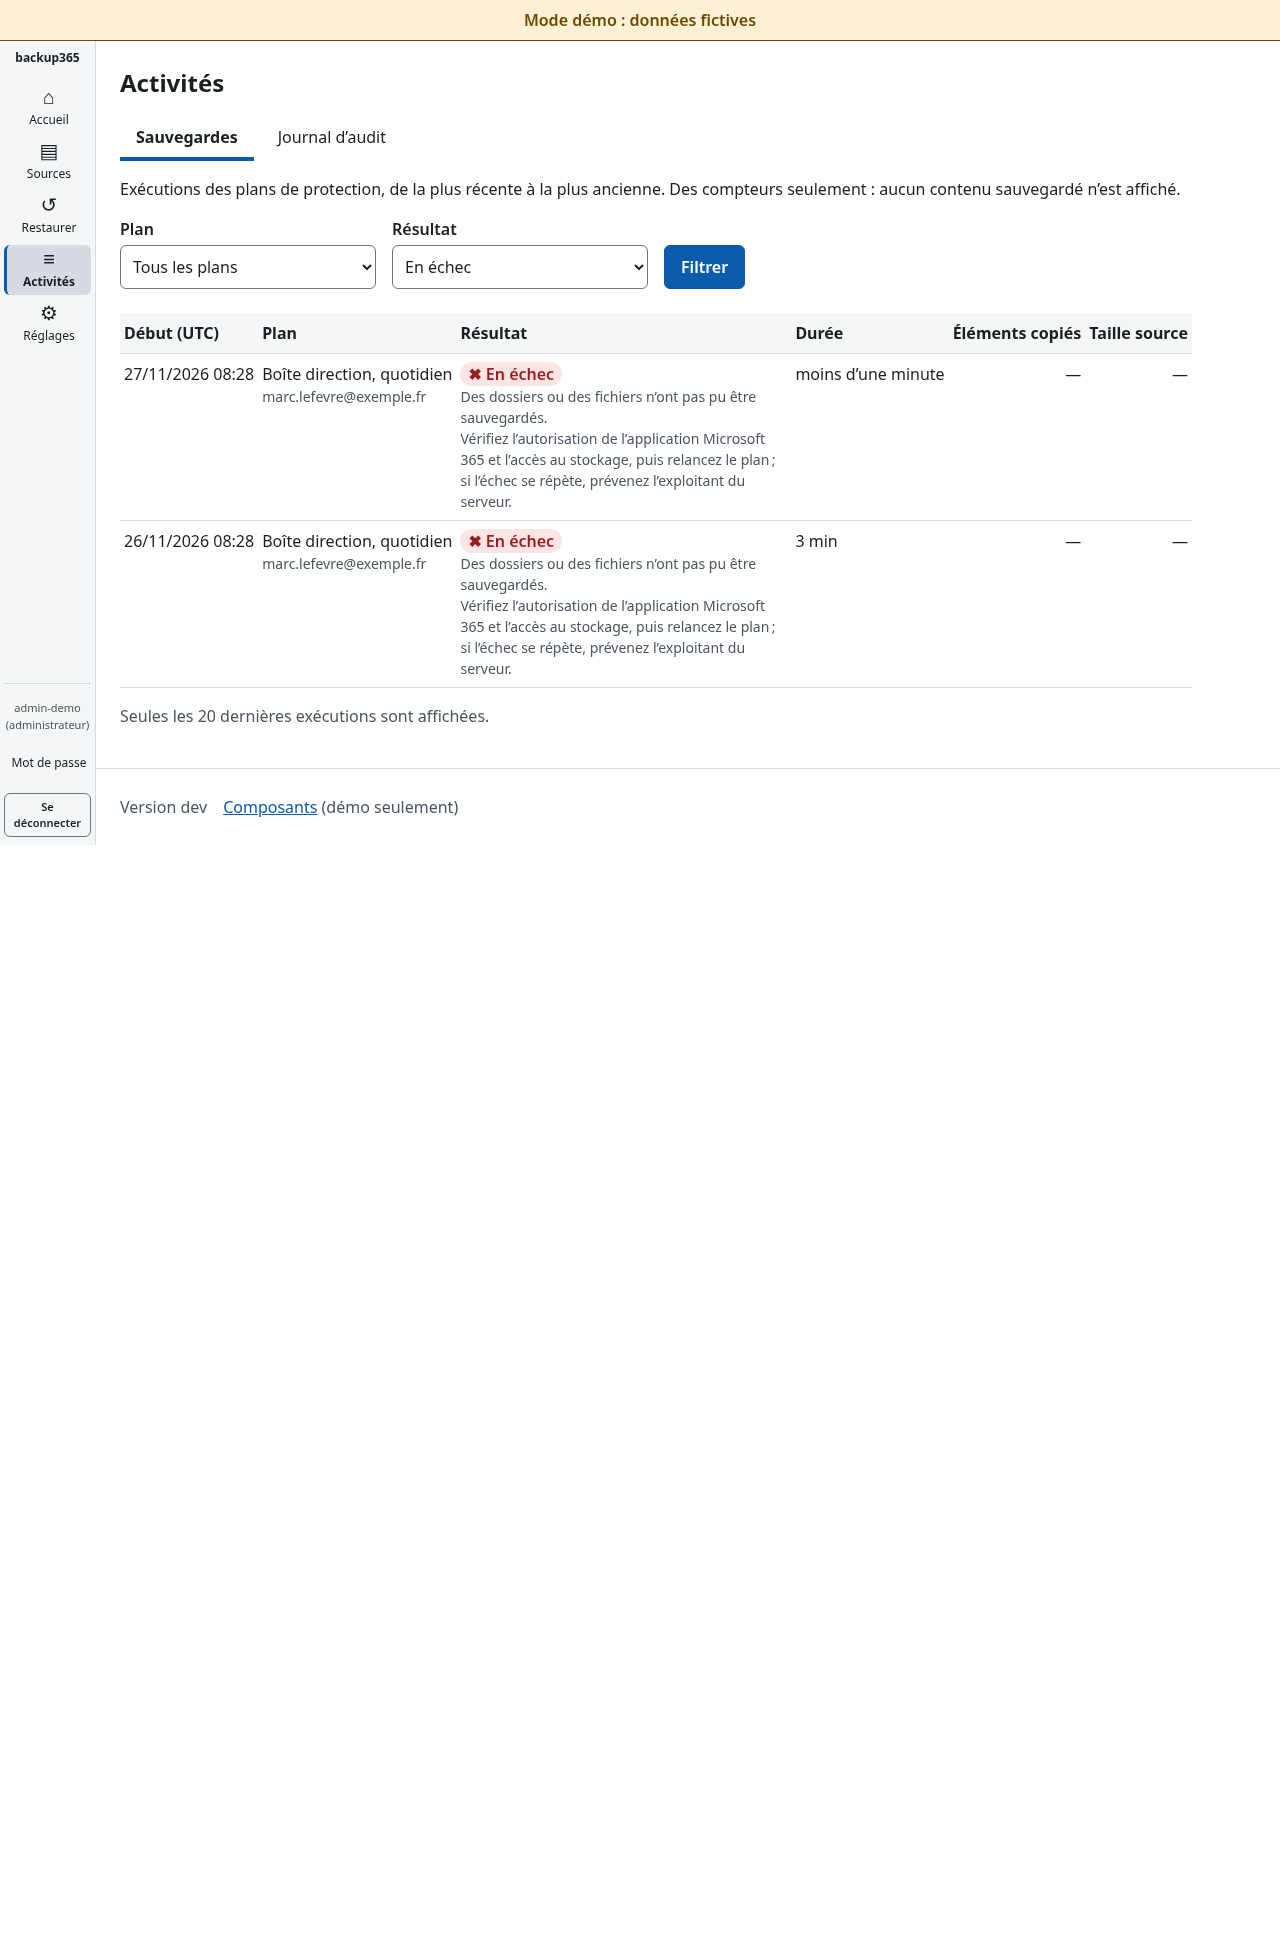 Mode démo : données fictives
backup365
Accueil
Sources
Restaurer
Activités
Réglages
admin-demo
(administrateur)
Mot de passe
Se
déconnecter
Activités
Sauvegardes Journal d’audit
Exécutions des plans de protection, de la plus récente à la plus ancienne. Des compteurs seulement : aucun contenu sauvegardé n’est affiché.
Plan Résultat
Tous les plans En échec Filtrer
Début (UTC) Plan Résultat Durée Éléments copiés Taille source
27/11/2026 08:28 Boîte direction, quotidien ✖ En échec moins d’une minute — —
marc.lefevre@exemple.fr Des dossiers ou des fichiers n’ont pas pu être
sauvegardés.
Vérifiez l’autorisation de l’application Microsoft
365 et l’accès au stockage, puis relancez le plan ;
si l’échec se répète, prévenez l’exploitant du
serveur.
26/11/2026 08:28 Boîte direction, quotidien ✖ En échec 3 min — —
marc.lefevre@exemple.fr Des dossiers ou des fichiers n’ont pas pu être
sauvegardés.
Vérifiez l’autorisation de l’application Microsoft
365 et l’accès au stockage, puis relancez le plan ;
si l’échec se répète, prévenez l’exploitant du
serveur.
Seules les 20 dernières exécutions sont affichées.
Version dev Composants (démo seulement)